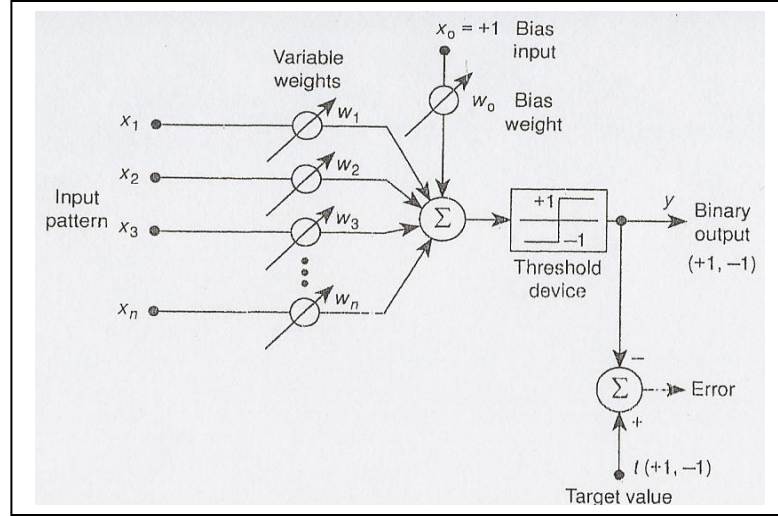 x₀ = +1 Bias
input
Variable
weights
w₀ Bias
weight
x₁
w₁
x₂
w₂
Input
pattern
x₃
w₃
xₙ
wₙ
Σ
+1
−1
Threshold
device
y
Binary
output
(+1, −1)
−
Σ
Error
+
t (+1, −1)
Target value